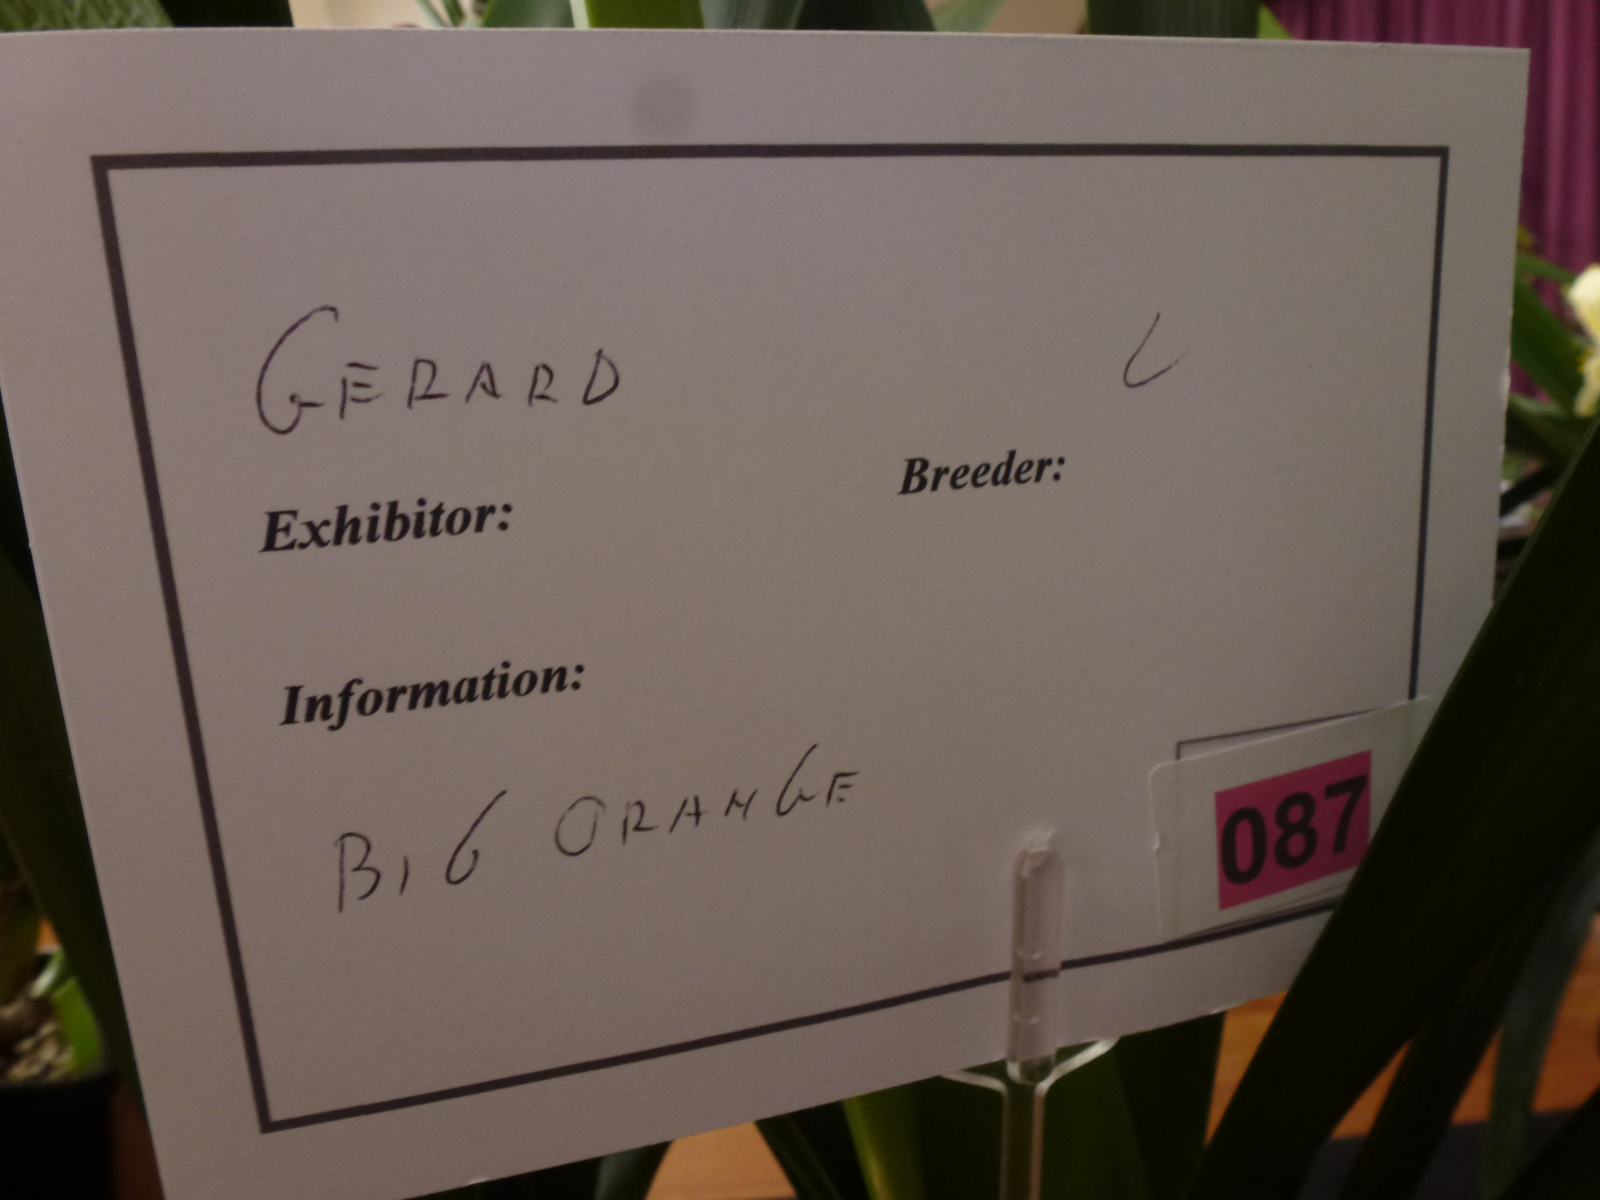 GERARD
Exhibitor:
Breeder:
Information:
BIG ORANGE
087